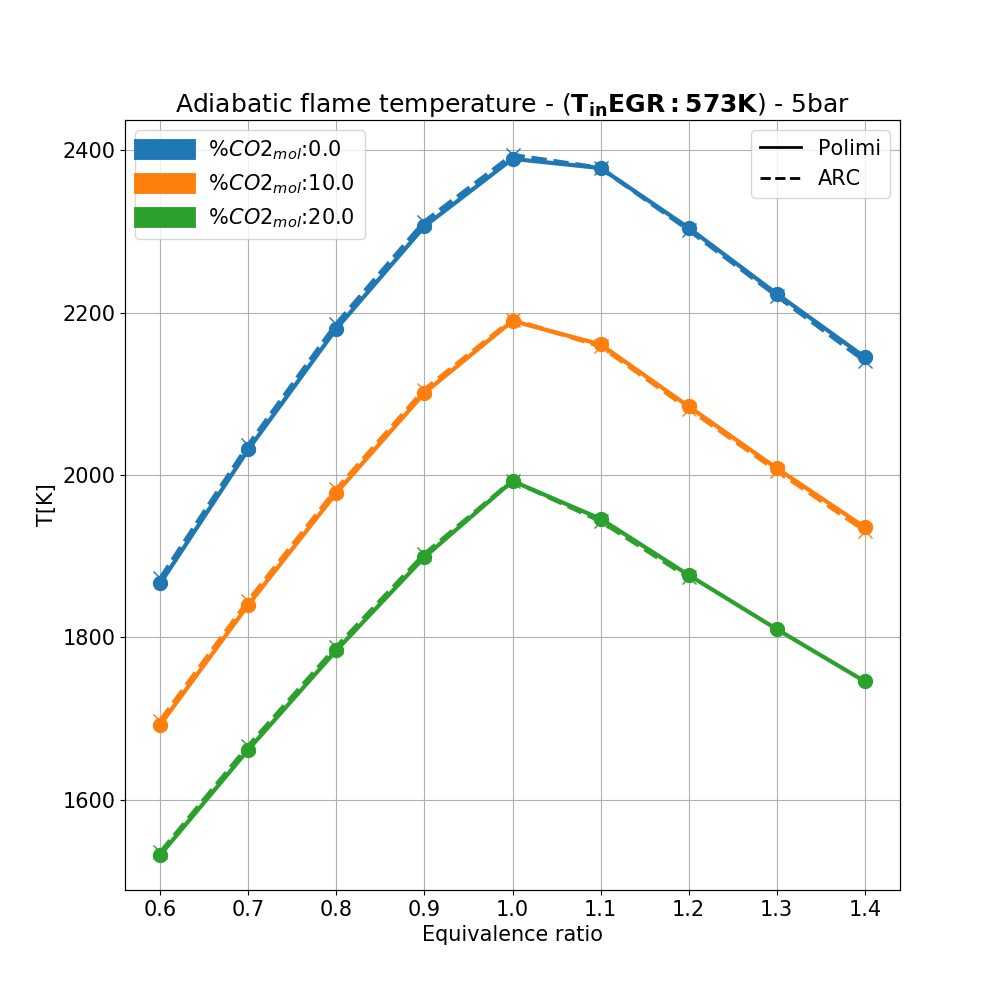 Adiabatic flame temperature - (T_inEGR : 573K) - 5bar
%CO2_mol:0.0
%CO2_mol:10.0
%CO2_mol:20.0
Polimi
ARC
2400
2200
2000
1800
1600
T[K]
0.6 0.7 0.8 0.9 1.0 1.1 1.2 1.3 1.4
Equivalence ratio